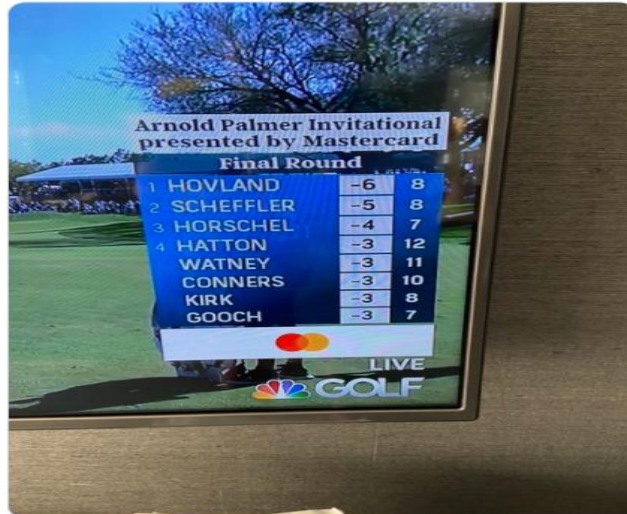 Arnold Palmer Invitational
presented by Mastercard
Final Round
1 HOVLAND -6 8
2 SCHEFFLER -5 8
3 HORSCHEL -4 7
4 HATTON -3 12
WATNEY -3 11
CONNERS -3 10
KIRK -3 8
GOOCH -3 7
LIVE
GOLF